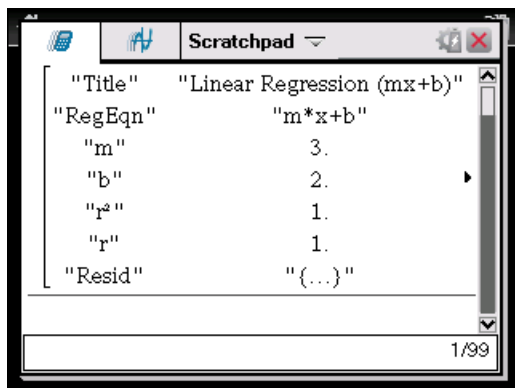 Scratchpad
"Title" "Linear Regression (mx+b)"
"RegEqn" "m*x+b"
"m" 3.
"b" 2.
"r²" 1.
"r" 1.
"Resid" "{...}"
1/99